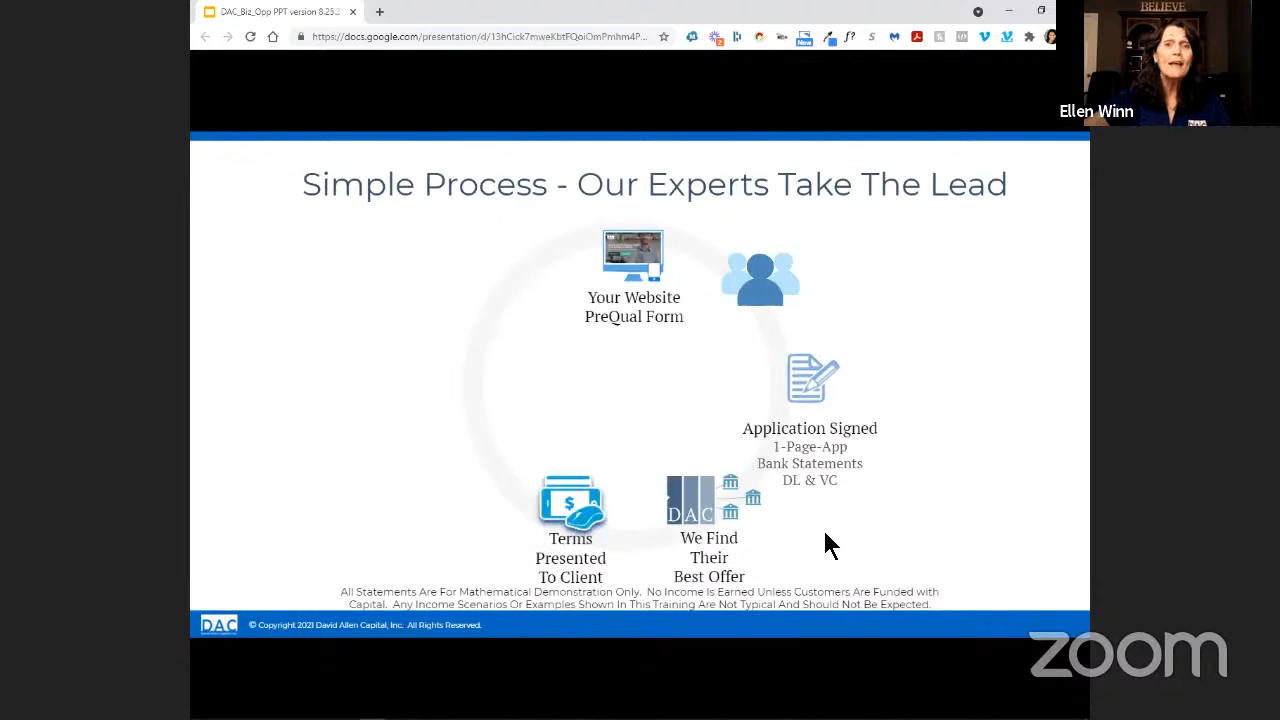 DAC_Biz_Opp PPT version 8.25.2
https://docs.google.com/presentation/d/13hCick7mweKbtFQoiOmPmhm4P...
2
New
f?
S
BELIEVE
Ellen Winn
Simple Process - Our Experts Take The Lead
Your Website
PreQual Form
Application Signed
1-Page-App
Bank Statements
DL & VC
DAC
We Find
Their
Best Offer
$
Terms
Presented
To Client
All Statements Are For Mathematical Demonstration Only. No Income Is Earned Unless Customers Are Funded with
Capital. Any Income Scenarios Or Examples Shown In This Training Are Not Typical And Should Not Be Expected.
DAC
© Copyright 2021 David Allen Capital, Inc. All Rights Reserved.
zoom